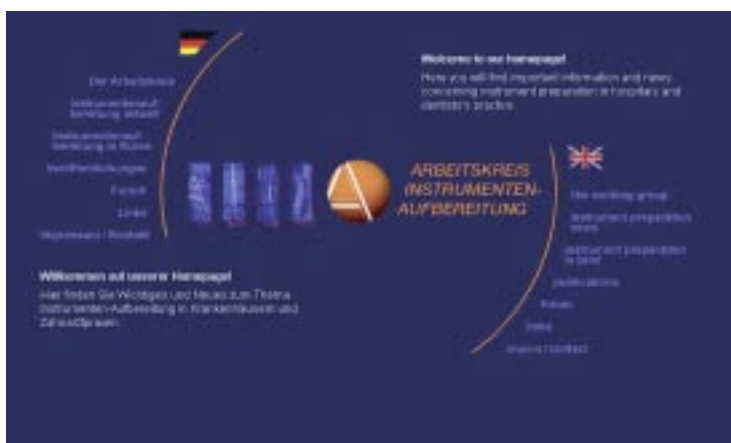 Welcome to our homepage!
Here you will find important information and news
concerning instrument preparation in hospitals and
dentists practice.
Der Arbeitskreis
Instrumentenauf-
bereitung aktuell
Instrumentenauf-
bereitung in Kürze
Veröffentlichungen
Forum
Links
Impressum / Kontakt
ARBEITSKREIS
INSTRUMENTEN-
AUFBEREITUNG
the working group
instrument preparation
news
instrument preparation
in brief
publications
forum
links
imprint / contact
Willkommen auf unserer Homepage!
Hier finden Sie Wichtiges und Neues zum Thema
Instrumenten-Aufbereitung in Krankenhäusern und